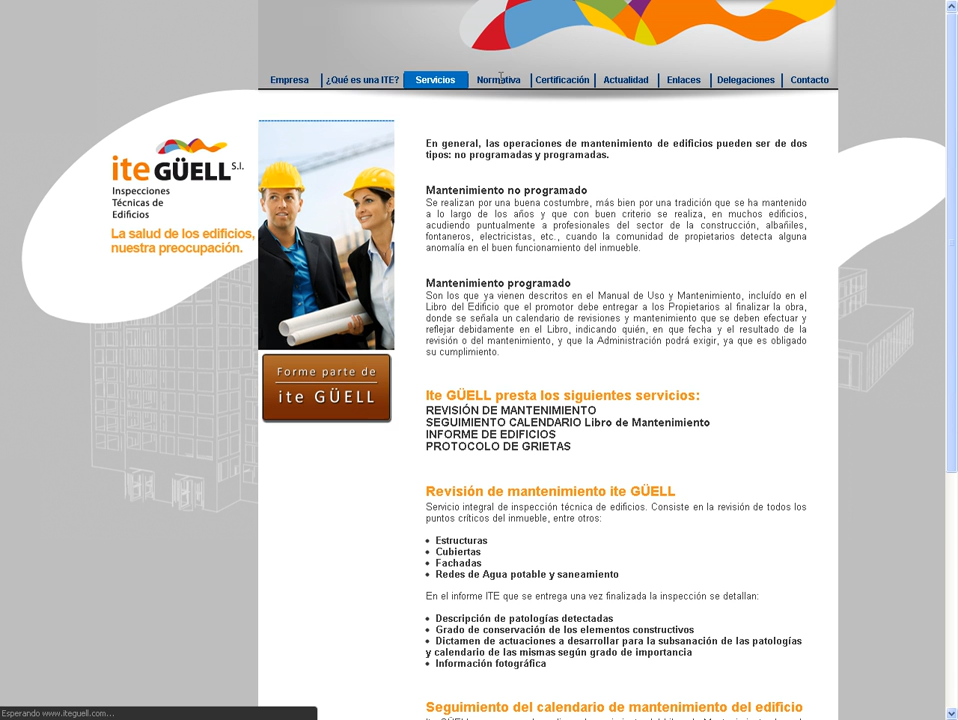 Empresa ¿Qué es una ITE? Servicios Normativa Certificación Actualidad Enlaces Delegaciones Contacto
ite GÜELL S.l.
Inspecciones
Técnicas de
Edificios
La salud de los edificios,
nuestra preocupación.
Forme parte de
ite GÜELL
En general, las operaciones de mantenimiento de edificios pueden ser de dos
tipos: no programadas y programadas.
Mantenimiento no programado
Se realizan por una buena costumbre, más bien por una tradición que se ha mantenido
a lo largo de los años y que con buen criterio se realiza, en muchos edificios,
acudiendo puntualmente a profesionales del sector de la construcción, albañiles,
fontaneros, electricistas, etc., cuando la comunidad de propietarios detecta alguna
anomalía en el buen funcionamiento del inmueble.
Mantenimiento programado
Son los que ya vienen descritos en el Manual de Uso y Mantenimiento, incluído en el
Libro del Edificio que el promotor debe entregar a los Propietarios al finalizar la obra,
donde se señala un calendario de revisiones y mantenimiento que se deben efectuar y
reflejar debidamente en el Libro, indicando quién, en que fecha y el resultado de la
revisión o del mantenimiento, y que la Administración podrá exigir, ya que es obligado
su cumplimiento.
Ite GÜELL presta los siguientes servicios:
REVISIÓN DE MANTENIMIENTO
SEGUIMIENTO CALENDARIO Libro de Mantenimiento
INFORME DE EDIFICIOS
PROTOCOLO DE GRIETAS
Revisión de mantenimiento ite GÜELL
Servicio integral de inspección técnica de edificios. Consiste en la revisión de todos los
puntos críticos del inmueble, entre otros:
• Estructuras
• Cubiertas
• Fachadas
• Redes de Agua potable y saneamiento
En el informe ITE que se entrega una vez finalizada la inspección se detallan:
• Descripción de patologías detectadas
• Grado de conservación de los elementos constructivos
• Dictamen de actuaciones a desarrollar para la subsanación de las patologías
y calendario de las mismas según grado de importancia
• Información fotográfica
Seguimiento del calendario de mantenimiento del edificio
Esperando www.iteguell.com...